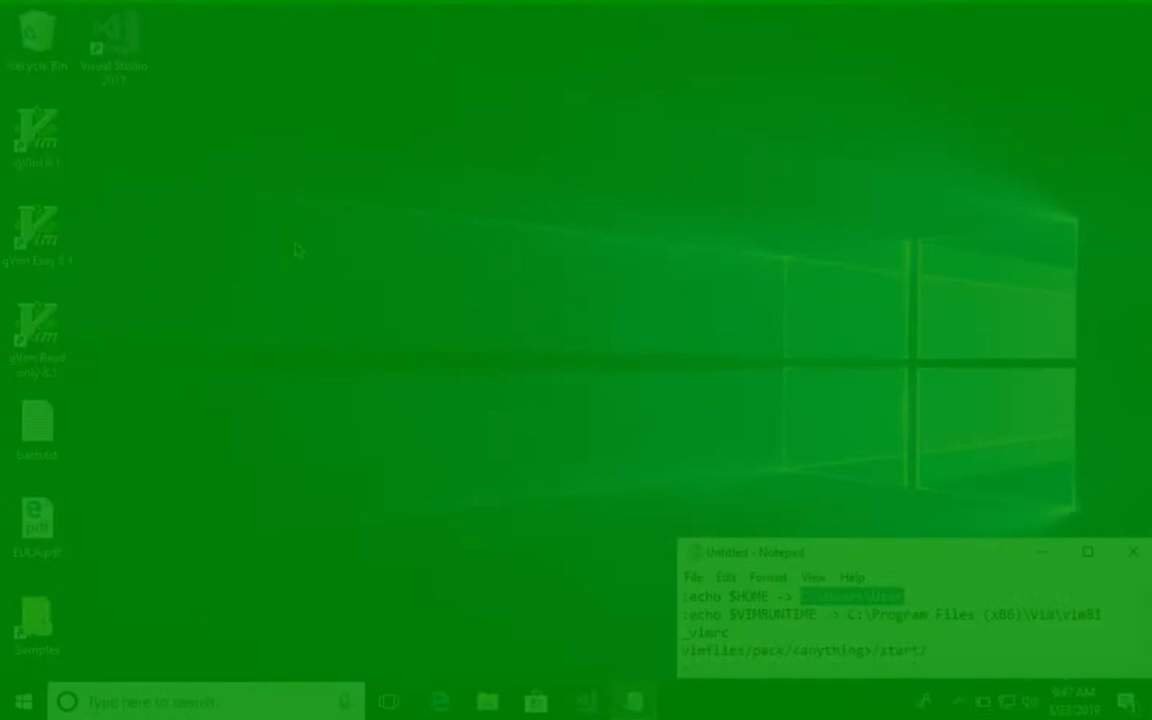 Recycle Bin
Visual Studio
2017
gVim 8.1
gVim Easy 8.1
gVim Read
only 8.1
EULA.pdf
Samples
Untitled - Notepad
File Edit Format View Help
:echo $HOME -> C:\Users\User
:echo $VIMRUNTIME -> C:\Program Files (x86)\Vim\vim81
_vimrc
vimfiles/pack/<anything>/start/
Type here to search
9:47 AM